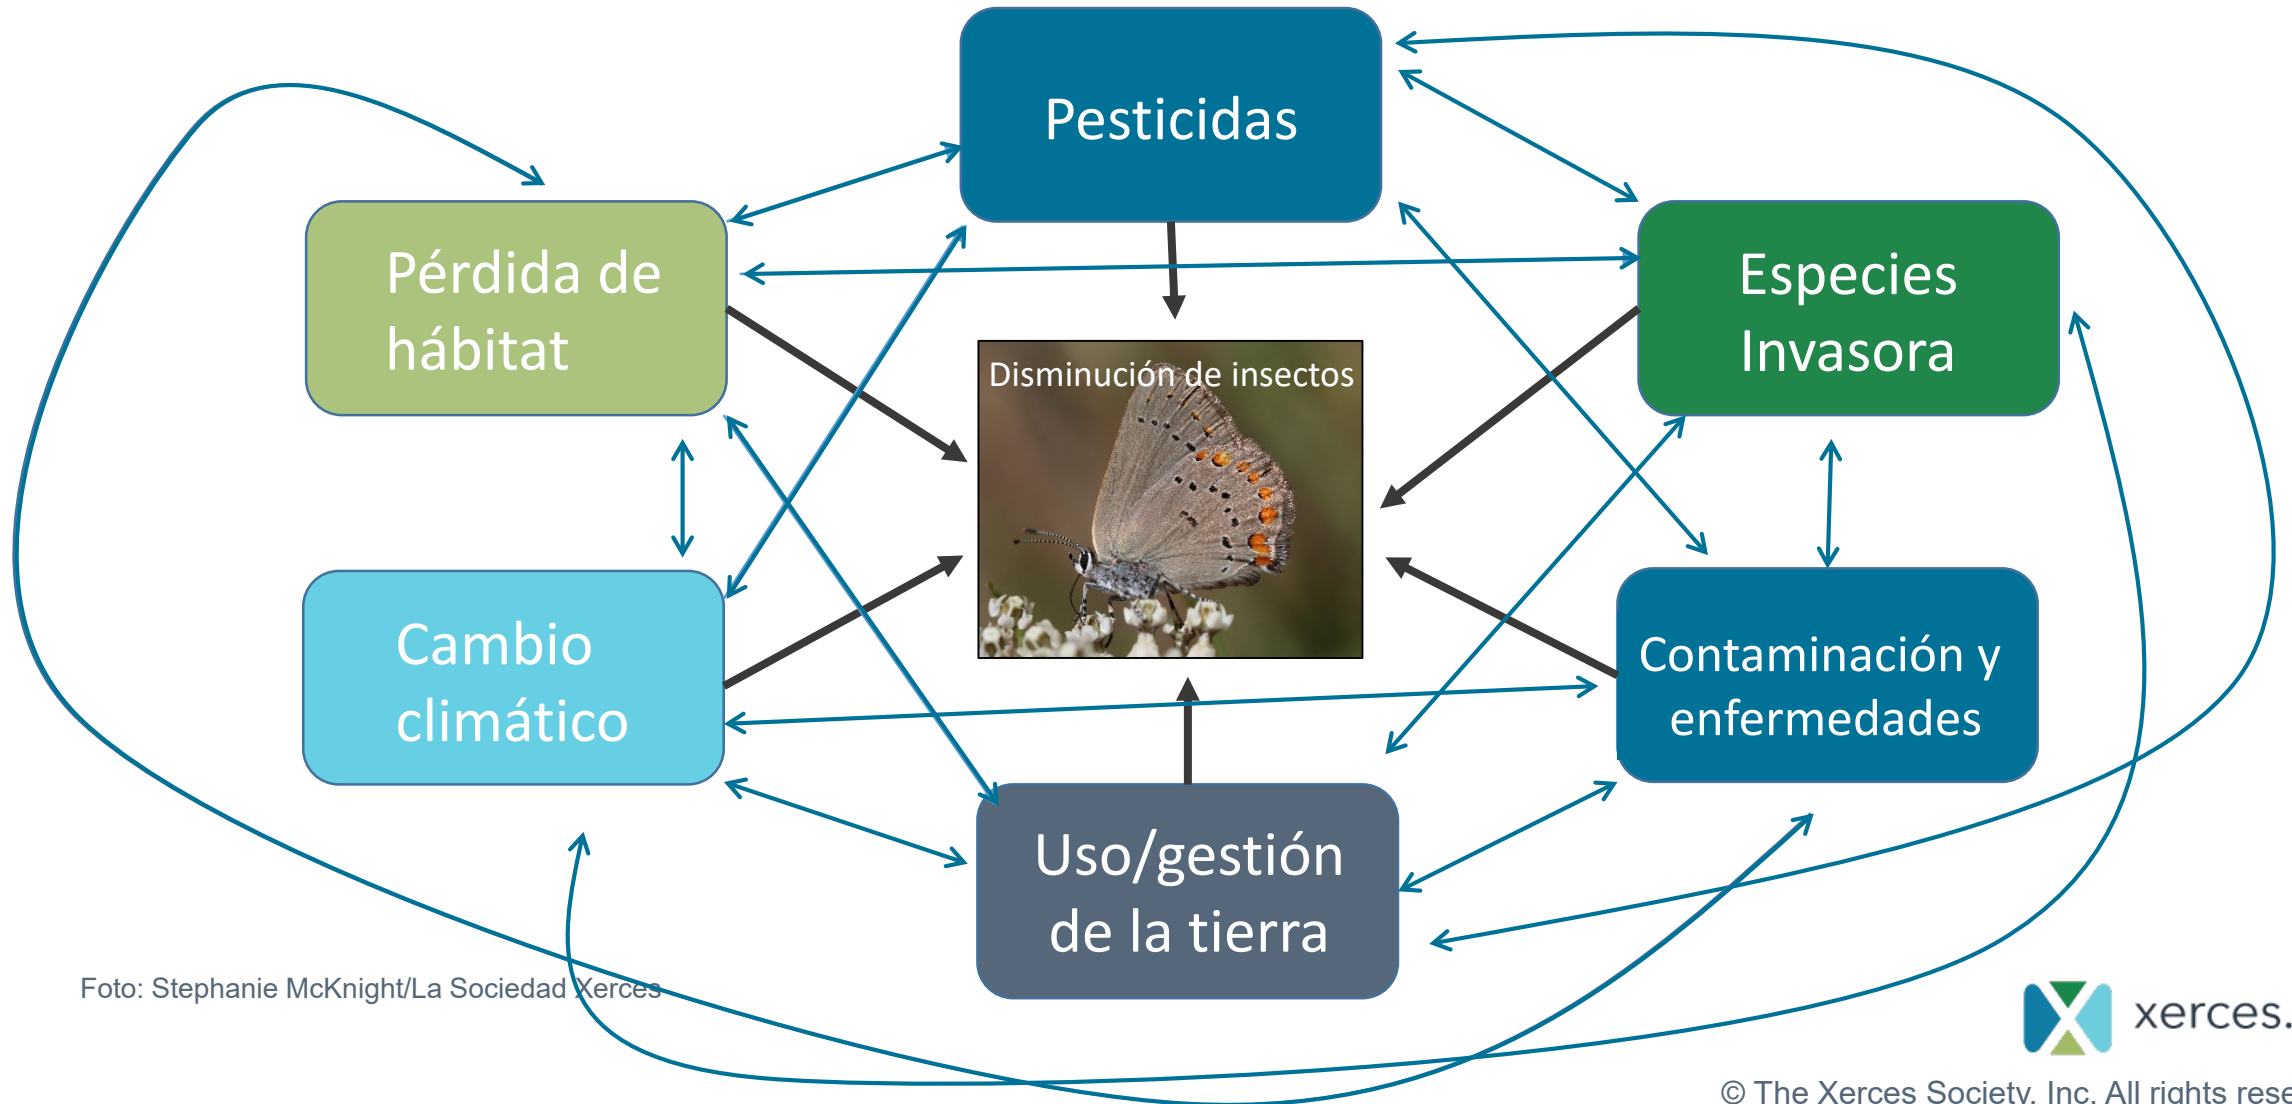 Pesticidas
Pérdida de
hábitat
Especies
Invasora
Disminución de insectos
Cambio
climático
Contaminación y
enfermedades
Uso/gestión
de la tierra
Foto: Stephanie McKnight/La Sociedad Xerces
xerces.
© The Xerces Society, Inc. All rights rese